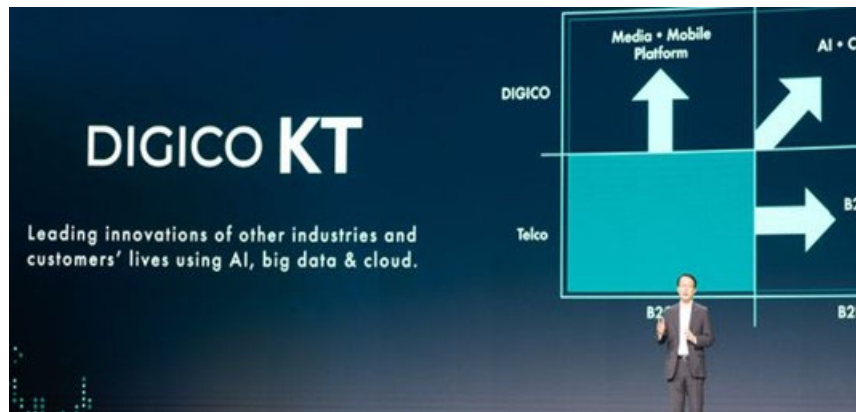 DIGICO KT
Leading innovations of other industries and
customers' lives using AI, big data & cloud.
Media • Mobile
Platform
AI •
DIGICO
Telco